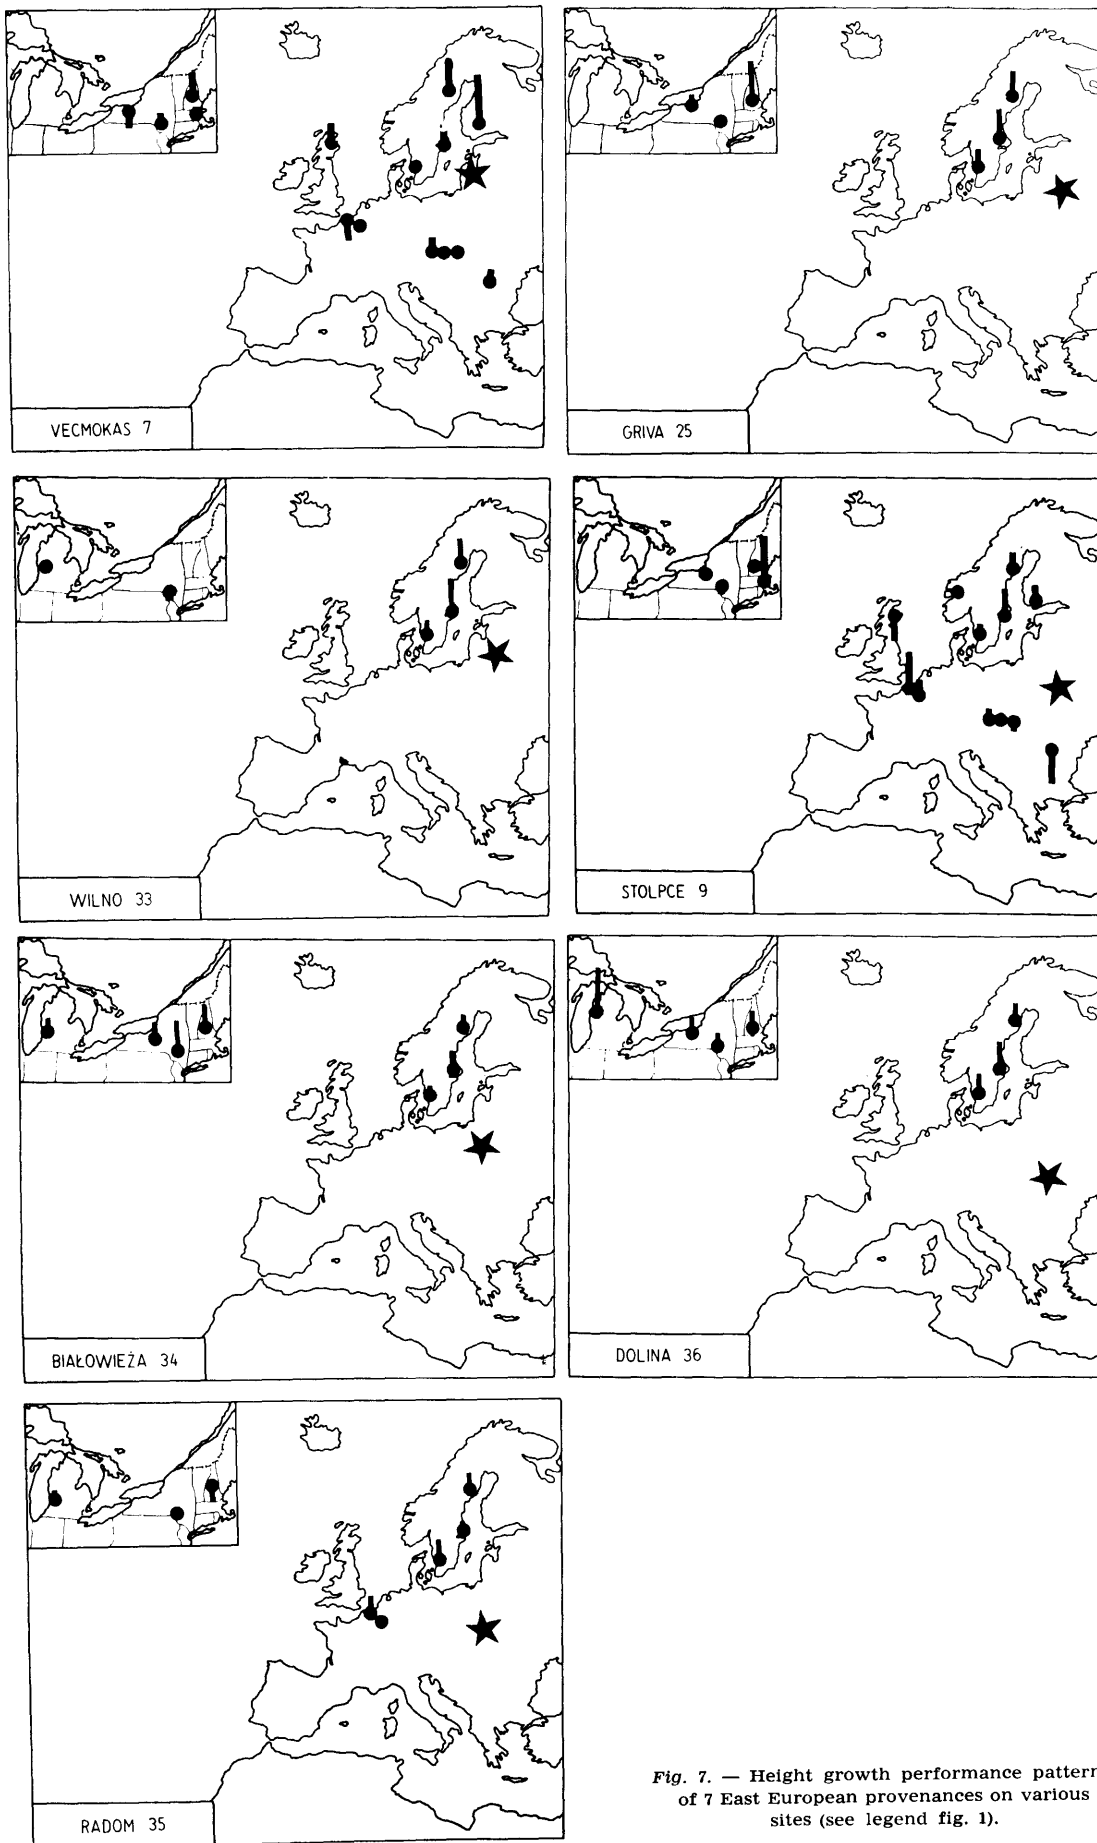 VECMOKAS 7
GRIVA 25
WILNO 33
STOLPCE 9
BIAŁOWIEŻA 34
DOLINA 36
RADOM 35
Fig. 7. — Height growth performance pattern
of 7 East European provenances on various
sites (see legend fig. 1).